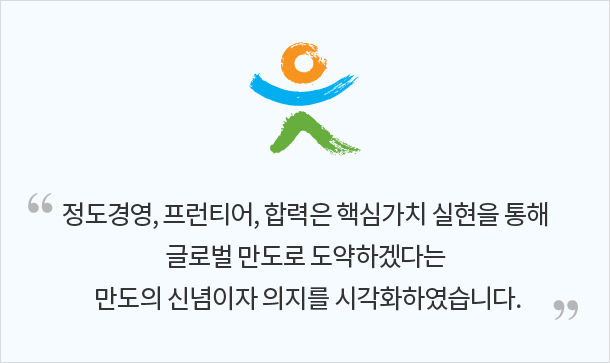 “ 정도경영, 프런티어, 합력은 핵심가치 실현을 통해
글로벌 만도로 도약하겠다는
만도의 신념이자 의지를 시각화하였습니다. ”